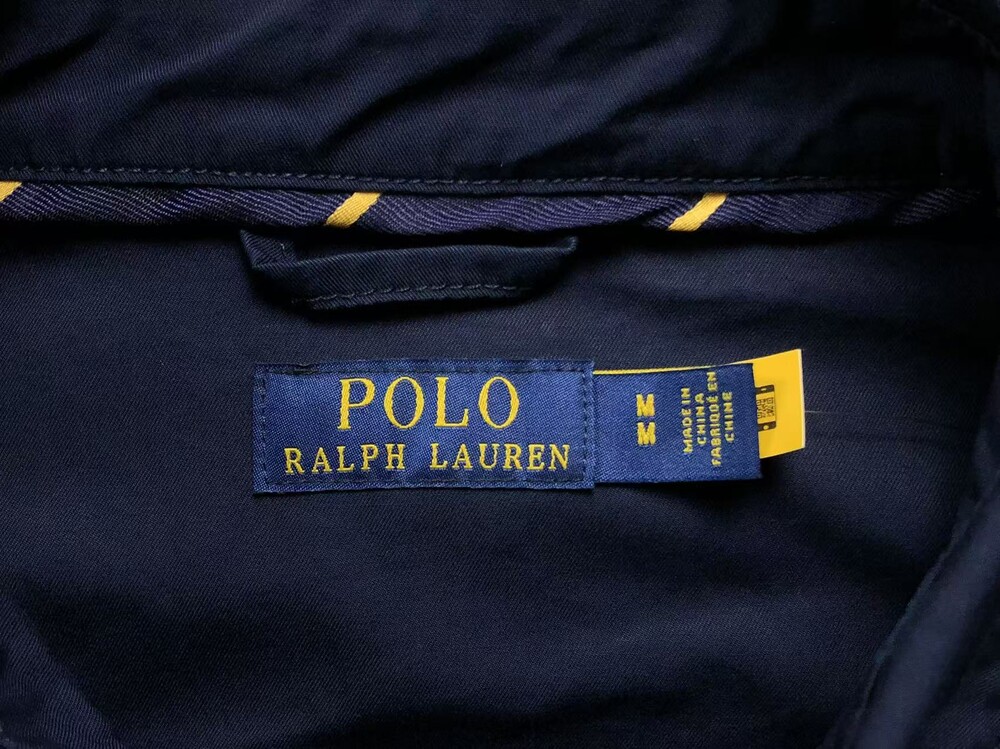 POLO
RALPH LAUREN
M
M
MADE IN
CHINA
FABRIQUÉ EN
CHINE